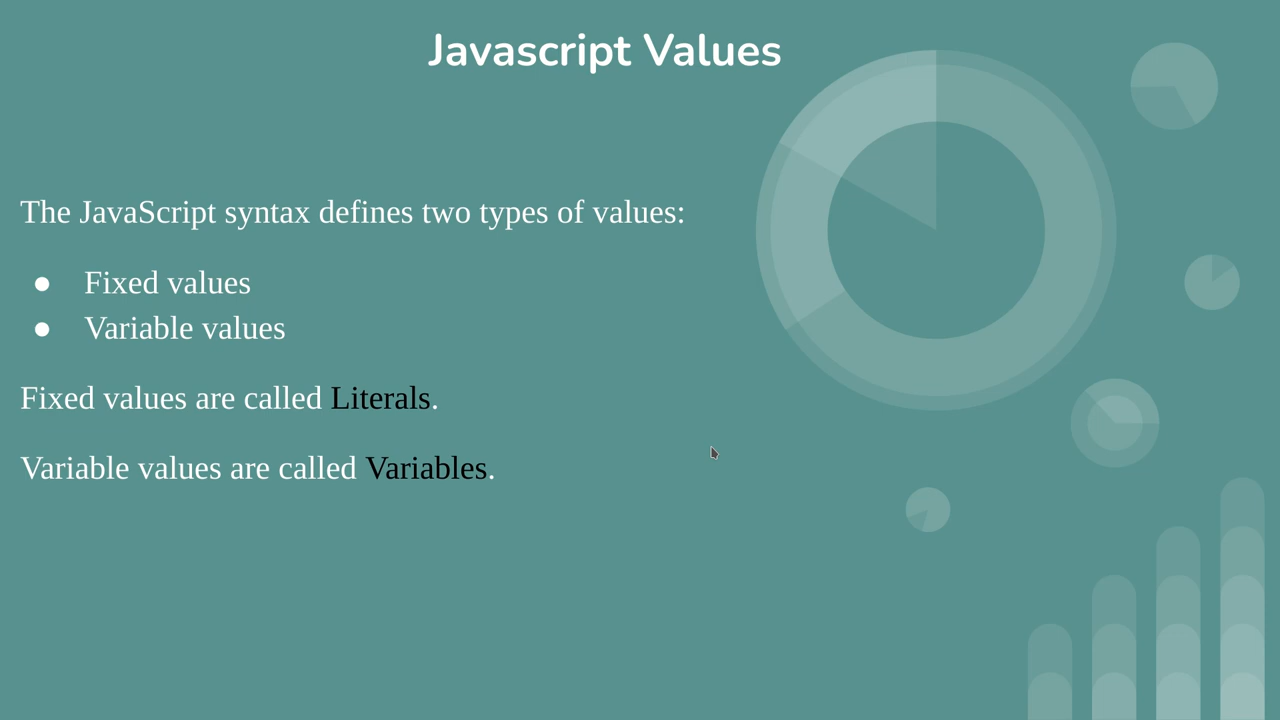 Javascript Values
The JavaScript syntax defines two types of values:
● Fixed values
● Variable values
Fixed values are called Literals.
Variable values are called Variables.